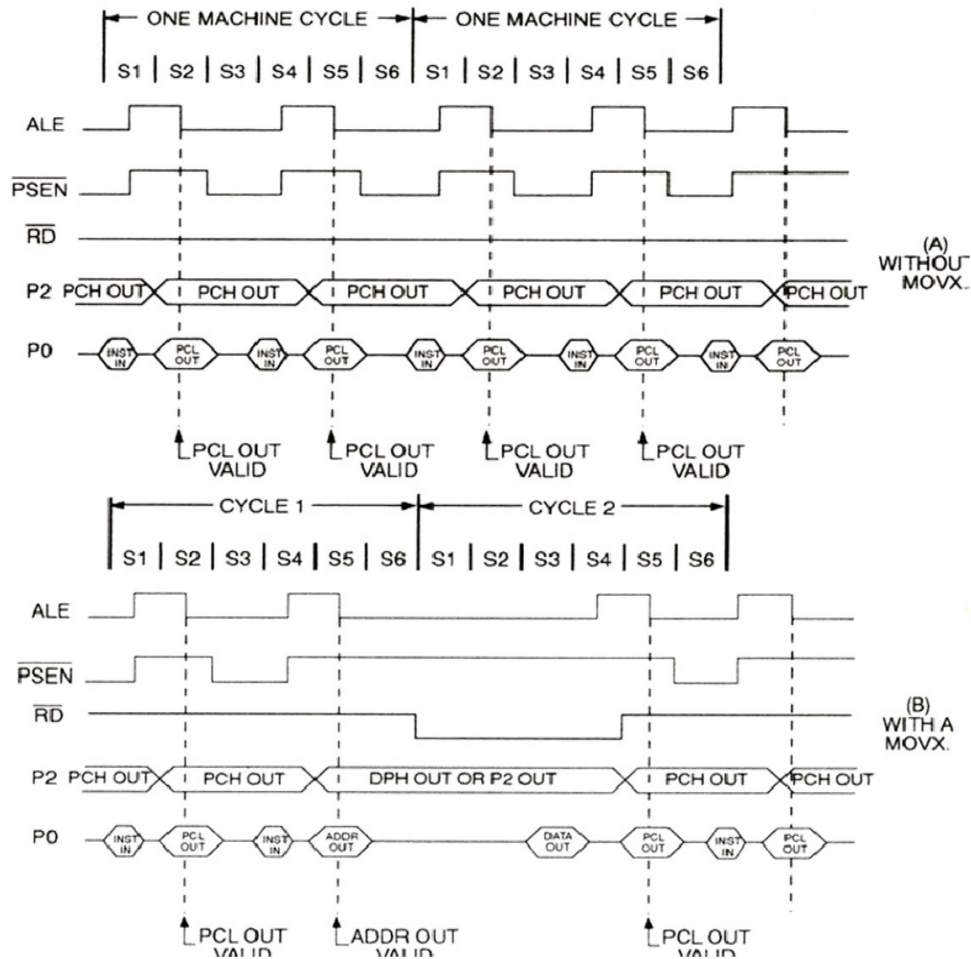 ONE MACHINE CYCLE ONE MACHINE CYCLE
S1 S2 S3 S4 S5 S6 S1 S2 S3 S4 S5 S6
ALE
PSEN
RD
(A)
WITHOUT
MOVX.
P2 PCH OUT PCH OUT PCH OUT PCH OUT PCH OUT PCH OUT
P0 INST IN PCL OUT INST IN PCL OUT INST IN PCL OUT INST IN PCL OUT INST IN PCL OUT
PCL OUT VALID PCL OUT VALID PCL OUT VALID PCL OUT VALID
CYCLE 1 CYCLE 2
S1 S2 S3 S4 S5 S6 S1 S2 S3 S4 S5 S6
ALE
PSEN
RD
(B)
WITH A
MOVX.
P2 PCH OUT PCH OUT DPH OUT OR P2 OUT PCH OUT PCH OUT
P0 INST IN PCL OUT INST IN ADDR OUT DATA OUT PCL OUT INST IN PCL OUT
PCL OUT VALID ADDR OUT VALID PCL OUT VALID